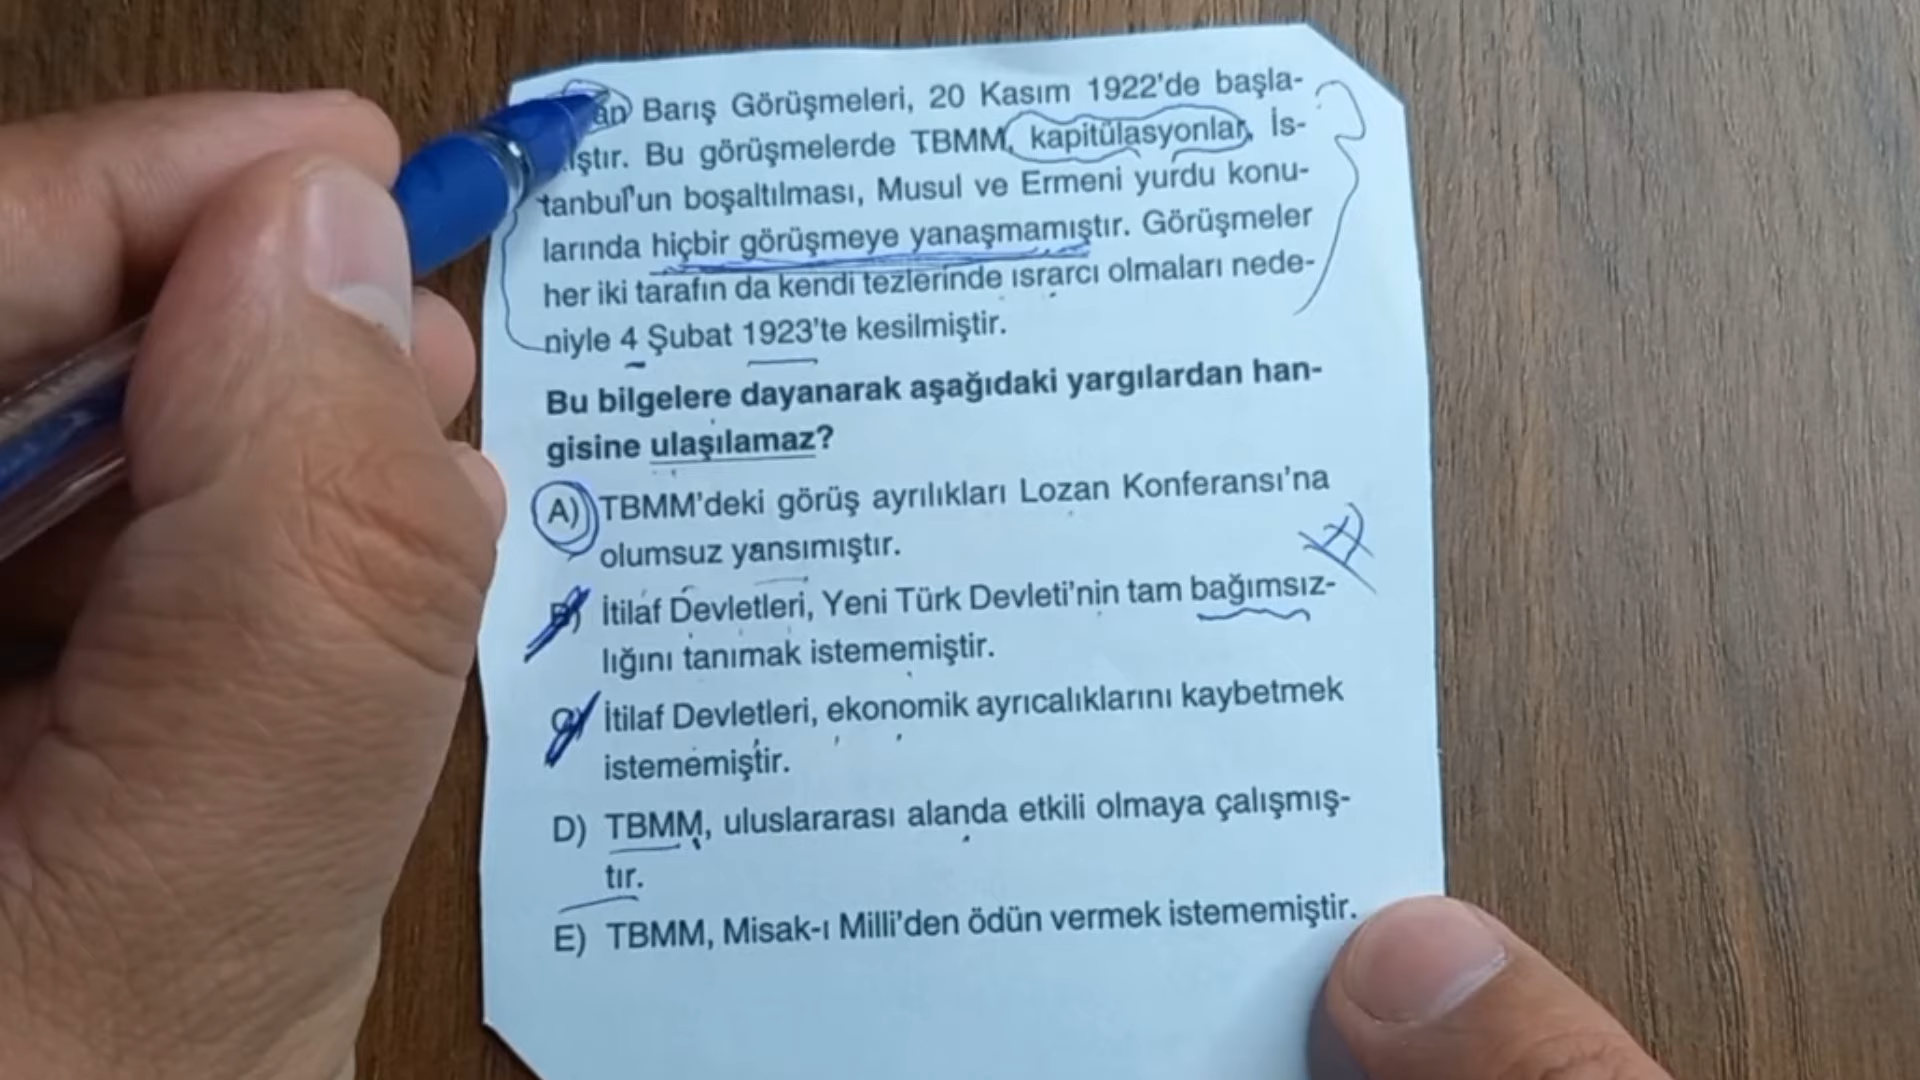 an Barış Görüşmeleri, 20 Kasım 1922'de başla-
ıştır. Bu görüşmelerde TBMM, kapitülasyonlar, İs-
tanbul'un boşaltılması, Musul ve Ermeni yurdu konu-
larında hiçbir görüşmeye yanaşmamıştır. Görüşmeler
her iki tarafın da kendi tezlerinde ısrarcı olmaları nede-
niyle 4 Şubat 1923'te kesilmiştir.
Bu bilgelere dayanarak aşağıdaki yargılardan han-
gisine ulaşılamaz?
A) TBMM'deki görüş ayrılıkları Lozan Konferansı'na
olumsuz yansımıştır.
B) İtilaf Devletleri, Yeni Türk Devleti'nin tam bağımsız-
lığını tanımak istememiştir.
C) İtilaf Devletleri, ekonomik ayrıcalıklarını kaybetmek
istememiştir.
D) TBMM, uluslararası alanda etkili olmaya çalışmış-
tır.
E) TBMM, Misak-ı Milli'den ödün vermek istememiştir.